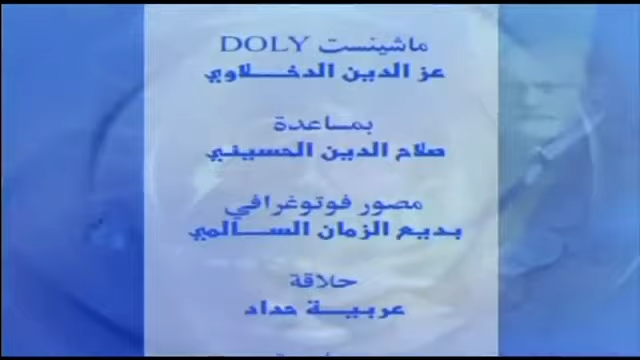 ماشينست DOLY
عز الدين الدخلاوي
بمساعدة
صلاح الدين الحسيني
مصور فوتوغرافي
بديع الزمان السالمي
حلاقة
عربية حداد